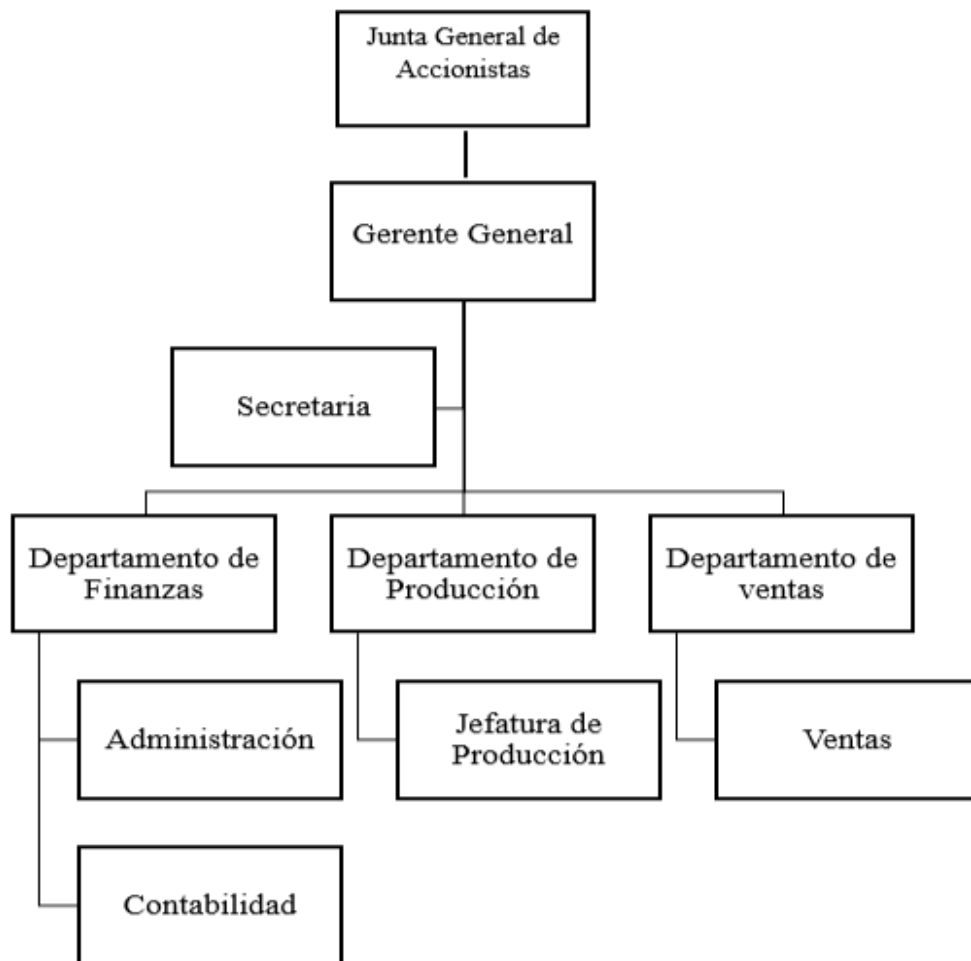 Junta General de
Accionistas
Gerente General
Secretaria
Departamento de
Finanzas
Departamento de
Producción
Departamento de
ventas
Administración
Jefatura de
Producción
Ventas
Contabilidad